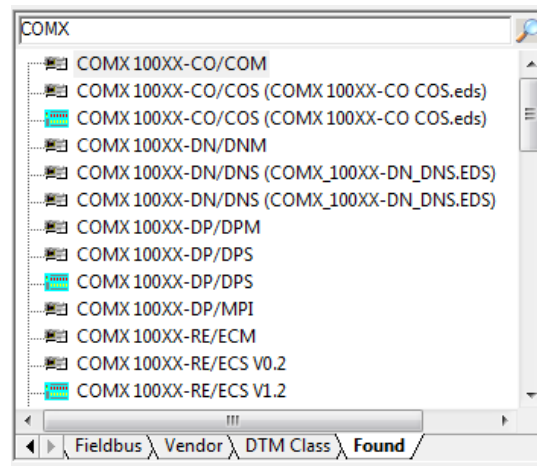 COMX
COMX 100XX-CO/COM
COMX 100XX-CO/COS (COMX 100XX-CO COS.eds)
COMX 100XX-CO/COS (COMX 100XX-CO COS.eds)
COMX 100XX-DN/DNM
COMX 100XX-DN/DNS (COMX_100XX-DN_DNS.EDS)
COMX 100XX-DN/DNS (COMX_100XX-DN_DNS.EDS)
COMX 100XX-DP/DPM
COMX 100XX-DP/DPS
COMX 100XX-DP/DPS
COMX 100XX-DP/MPI
COMX 100XX-RE/ECM
COMX 100XX-RE/ECS V0.2
COMX 100XX-RE/ECS V1.2
Fieldbus Vendor DTM Class Found